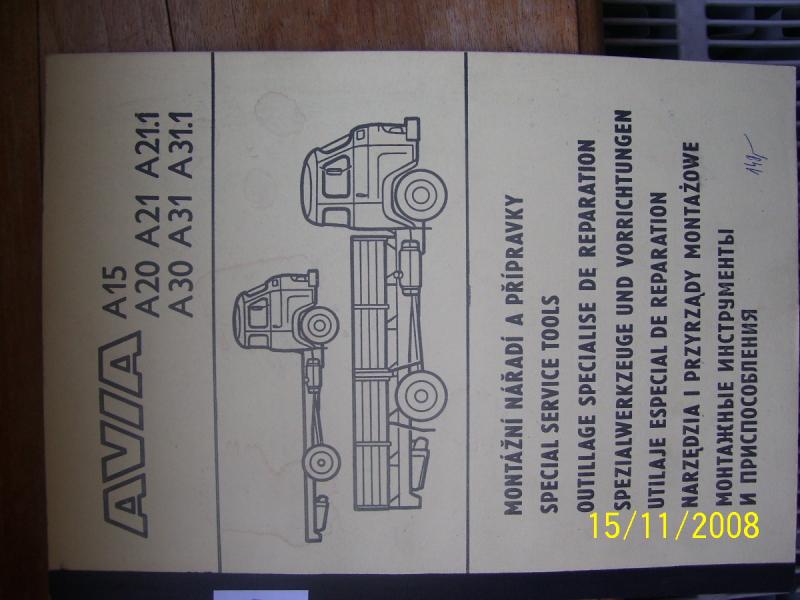 AVIA A15
A20 A21 A21.1
A30 A31 A31.1
MONTÁŽNÍ NÁŘADÍ A PŘÍPRAVKY
SPECIAL SERVICE TOOLS
OUTILLAGE SPECIALISE DE REPARATION
SPEZIALWERKZEUGE UND VORRICHTUNGEN
UTILAJE ESPECIAL DE REPARATION
NARZĘDZIA I PRZYRZĄDY MONTAŻOWE
МОНТАЖНЫЕ ИНСТРУМЕНТЫ
И ПРИСПОСОБЛЕНИЯ
15/11/2008